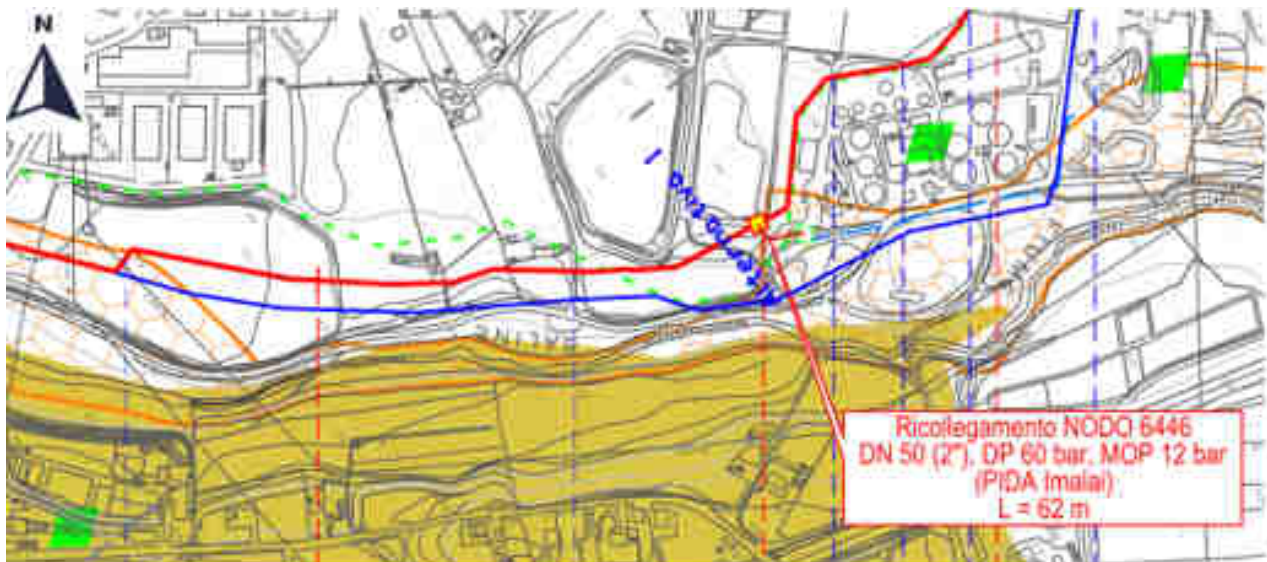 N
Ricollegamento NODO 6446
DN 50 (2"), DP 60 bar, MOP 12 bar
(PIDA Imalai)
L = 62 m